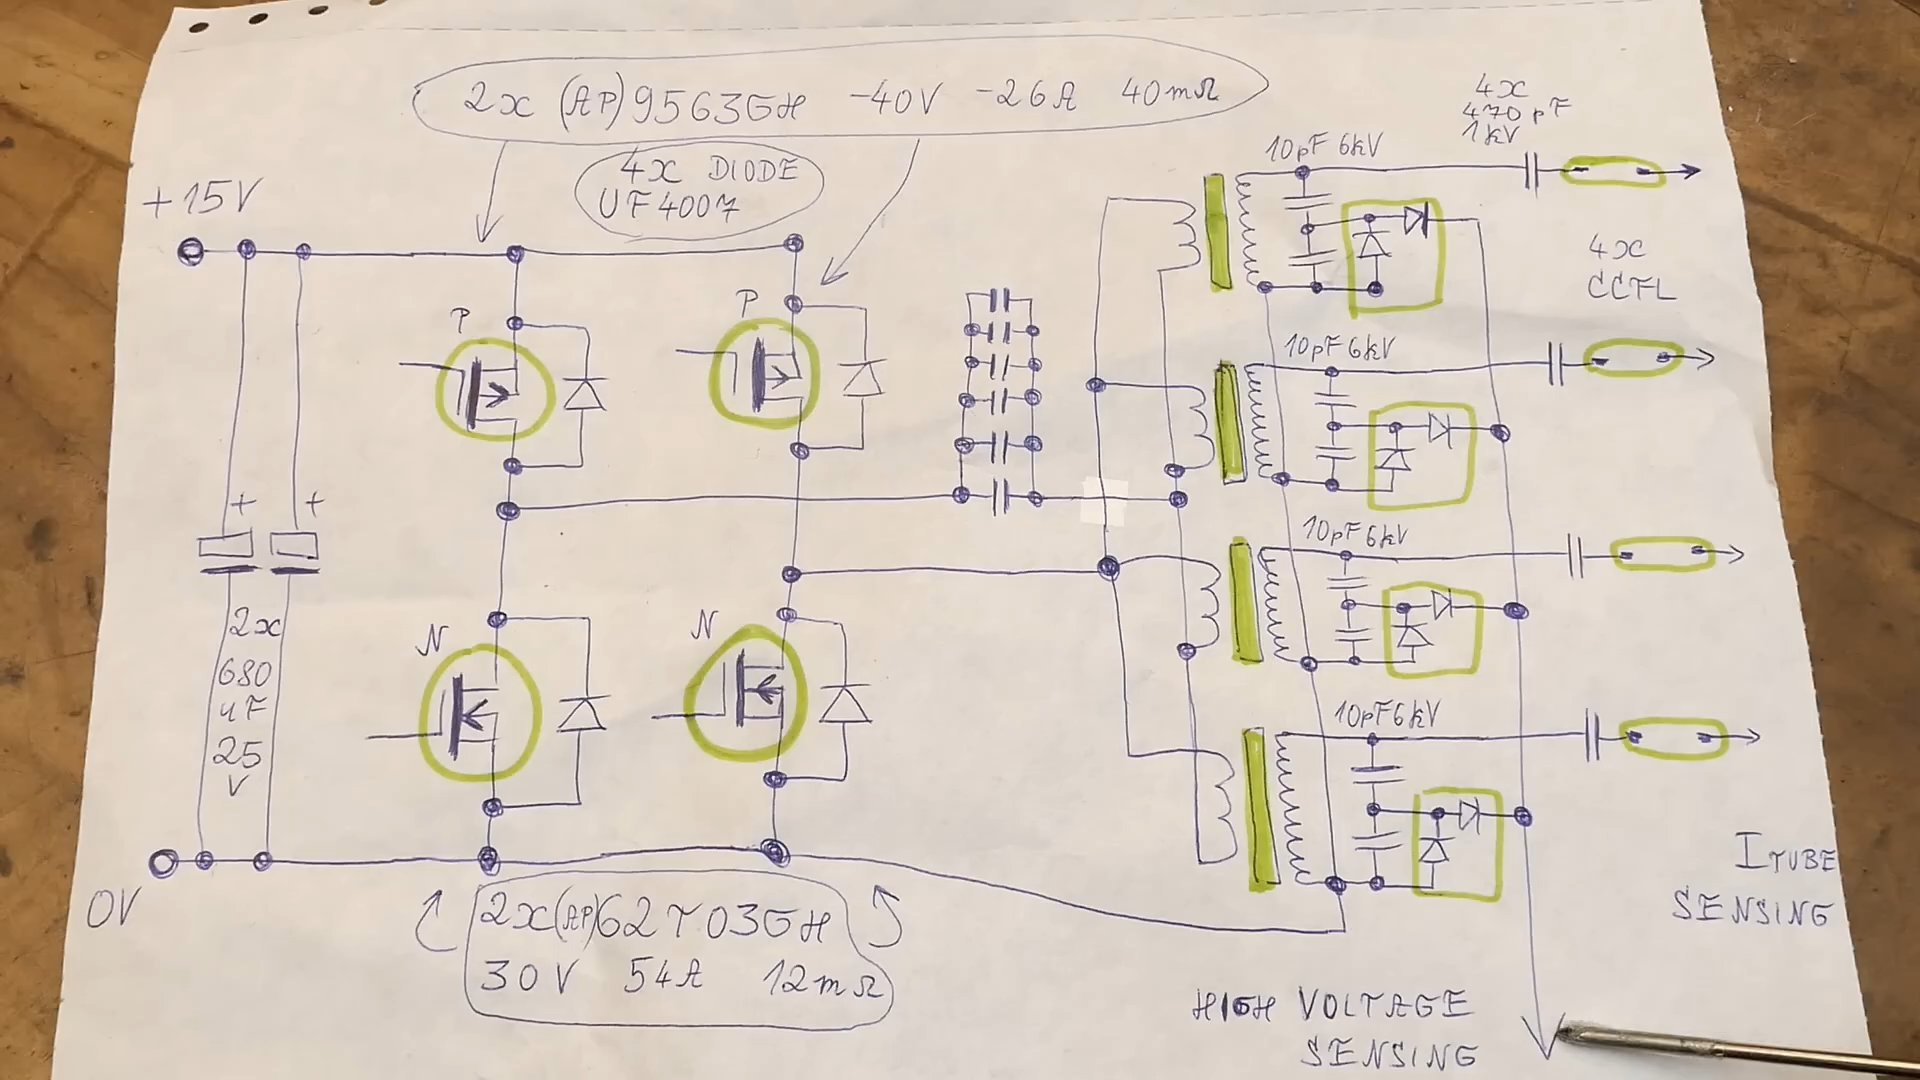 2x (AP)9563GH -40V -26A 40mΩ
4x DIODE
UF4007
+15V
P
P
+
+
2x
680
uF
25
V
N
N
0V
2x(AP)62T03GH
30V 54A 12mΩ
10pF 6kV
4x
470pF
1kV
4x
CCFL
10pF 6kV
10pF 6kV
10pF 6kV
ITUBE
SENSING
HIGH VOLTAGE
SENSING